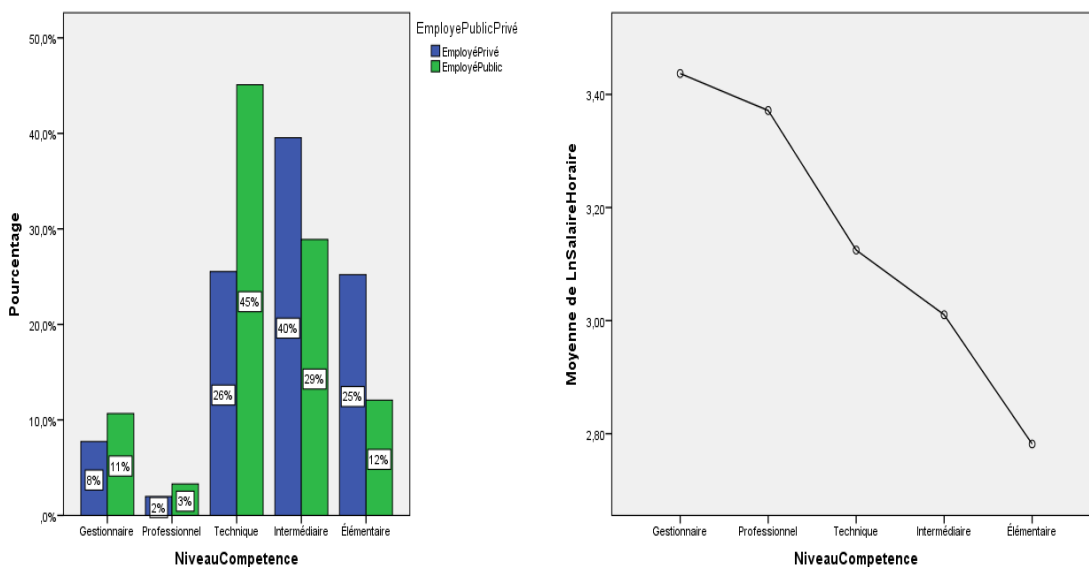 EmployePublicPrivé
EmployéPrivé
EmployéPublic
Pourcentage
50,0%
40,0%
30,0%
20,0%
10,0%
,0%
8%
11%
2%
3%
26%
45%
40%
29%
25%
12%
Gestionnaire
Professionnel
Technique
Intermédiaire
Élémentaire
NiveauCompetence
Moyenne de LnSalaireHoraire
3,40
3,20
3,00
2,80
Gestionnaire
Professionnel
Technique
Intermédiaire
Élémentaire
NiveauCompetence